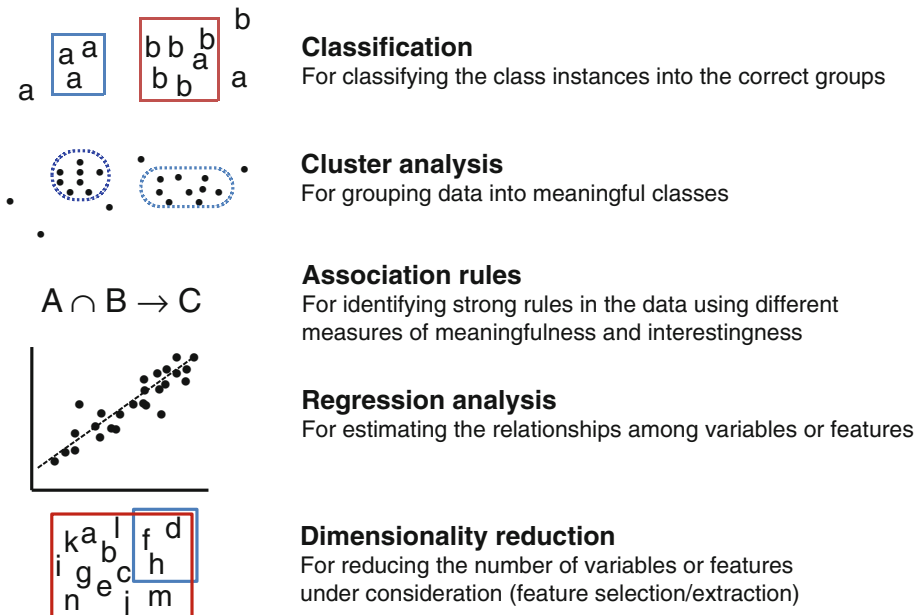 b
a a
a
a
b b b
a
b b
a
Classification
For classifying the class instances into the correct groups
Cluster analysis
For grouping data into meaningful classes
A ∩ B → C
Association rules
For identifying strong rules in the data using different
measures of meaningfulness and interestingness
Regression analysis
For estimating the relationships among variables or features
k a l
b
f d
h
i g c
e
n j m
Dimensionality reduction
For reducing the number of variables or features
under consideration (feature selection/extraction)